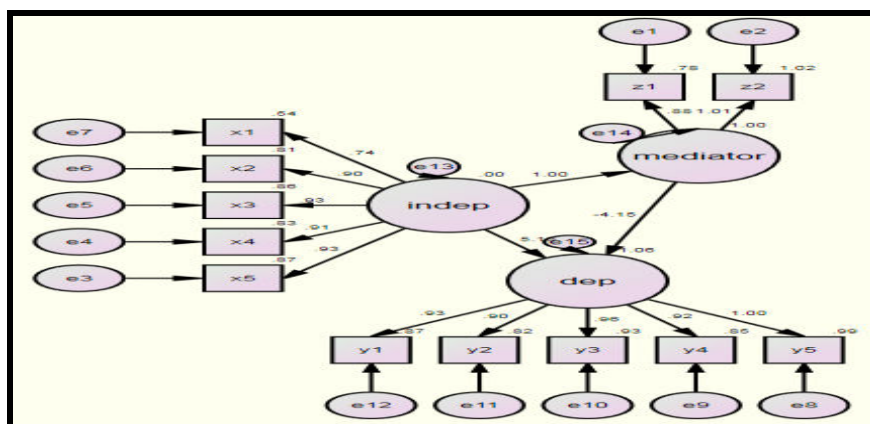 e1 e2
.78 1.02
z1 z2
.88 1.01
e14 1.00
mediator
e7 x1 .54
.74
e6 x2 .81
.90
e13 .00 1.00
e5 x3 .86
.93
indep
e4 x4 .83
.91
e3 x5 .87
.93
-4.15
5.1 e15 1.06
dep
.93 .90 .96 .92 1.00
.87 .82 .93 .85 .99
y1 y2 y3 y4 y5
e12 e11 e10 e9 e8